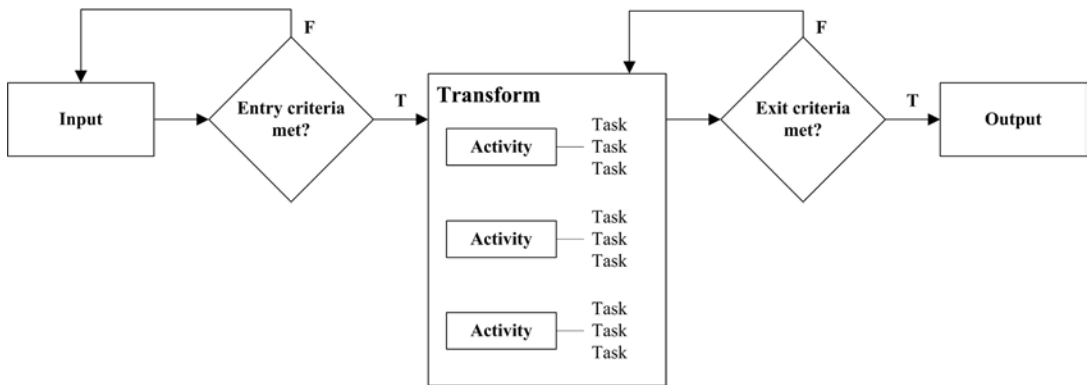 Input
F
Entry criteria
met?
T
Transform
Activity
Task
Task
Task
Activity
Task
Task
Task
Activity
Task
Task
Task
F
Exit criteria
met?
T
Output